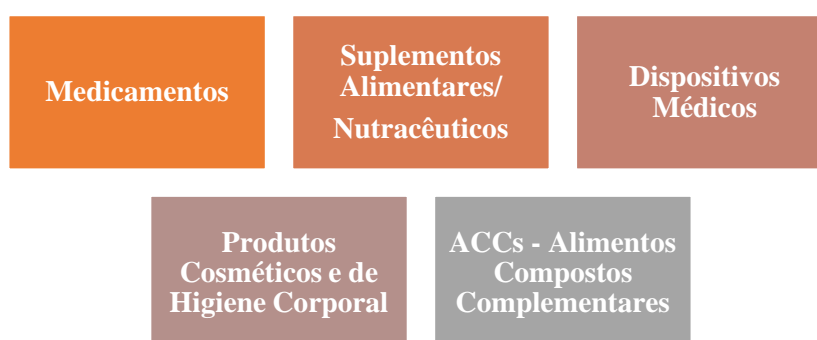 Medicamentos
Suplementos
Alimentares/
Nutracêuticos
Dispositivos
Médicos
Produtos
Cosméticos e de
Higiene Corporal
ACCs - Alimentos
Compostos
Complementares